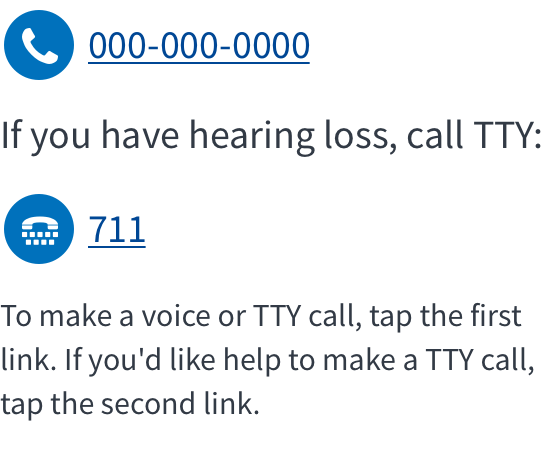 000-000-0000
If you have hearing loss, call TTY:
711
To make a voice or TTY call, tap the first
link. If you'd like help to make a TTY call,
tap the second link.